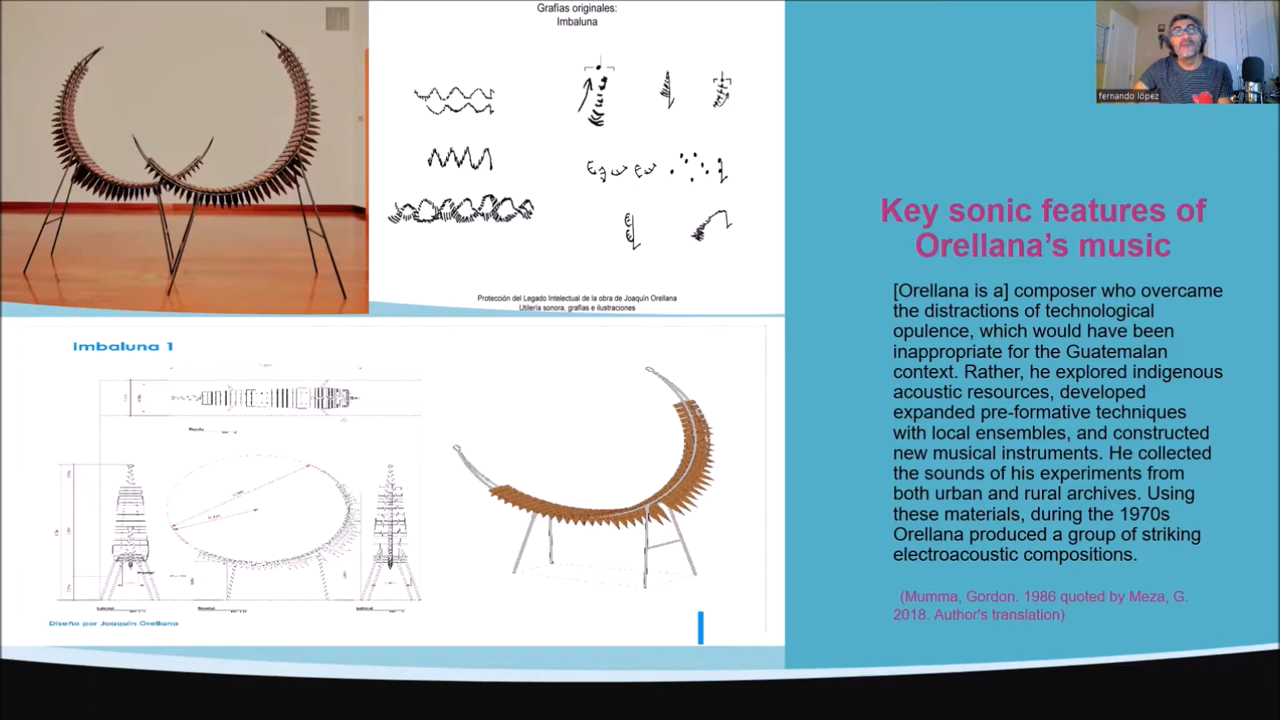 Grafías originales:
Imbaluna
fernando lópez
Key sonic features of
Orellana's music
[Orellana is a] composer who overcame
the distractions of technological
opulence, which would have been
inappropriate for the Guatemalan
context. Rather, he explored indigenous
acoustic resources, developed
expanded pre-formative techniques
with local ensembles, and constructed
new musical instruments. He collected
the sounds of his experiments from
both urban and rural archives. Using
these materials, during the 1970s
Orellana produced a group of striking
electroacoustic compositions.
(Mumma, Gordon. 1986 quoted by Meza, G.
2018. Author's translation)
Protección del Legado Intelectual de la obra de Joaquín Orellana
Utilería sonora, grafías e ilustraciones
Imbaluna 1
Planta
Lateral
Frontal
Lateral
Diseño por Joaquín Orellana